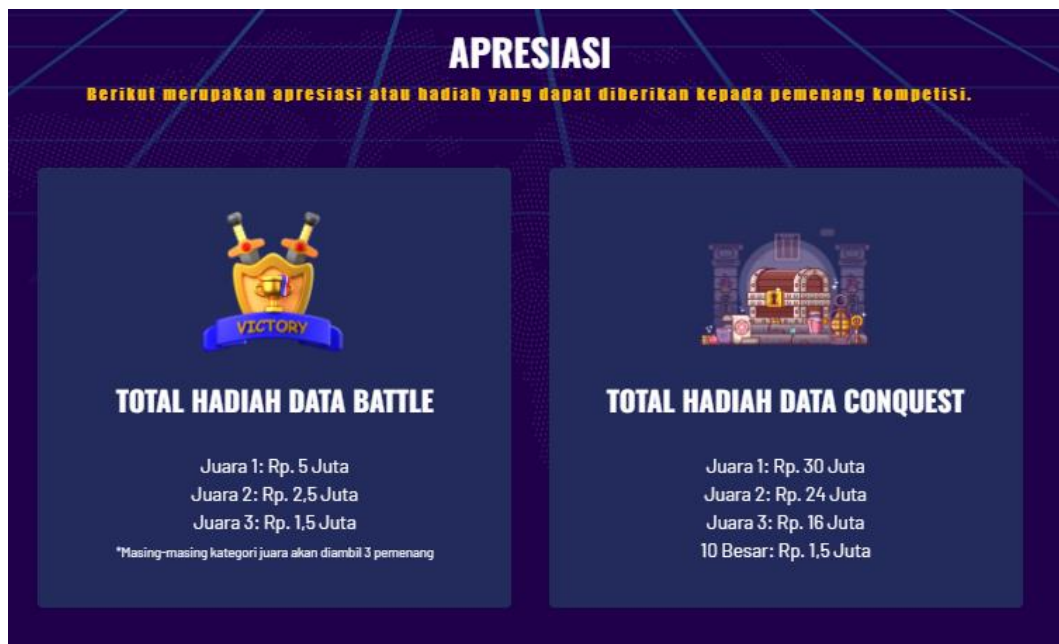 APRESIASI
Berikut merupakan apresiasi atau hadiah yang dapat diberikan kepada pemenang kompetisi.
VICTORY
TOTAL HADIAH DATA BATTLE
Juara 1: Rp. 5 Juta
Juara 2: Rp. 2,5 Juta
Juara 3: Rp. 1,5 Juta
*Masing-masing kategori juara akan diambil 3 pemenang
TOTAL HADIAH DATA CONQUEST
Juara 1: Rp. 30 Juta
Juara 2: Rp. 24 Juta
Juara 3: Rp. 16 Juta
10 Besar: Rp. 1,5 Juta